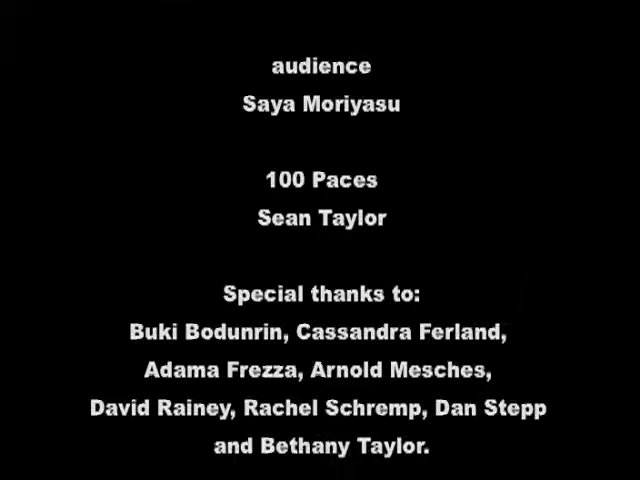 audience
Saya Moriyasu
100 Paces
Sean Taylor
Special thanks to:
Buki Bodunrin, Cassandra Ferland,
Adama Frezza, Arnold Mesches,
David Rainey, Rachel Schremp, Dan Stepp
and Bethany Taylor.